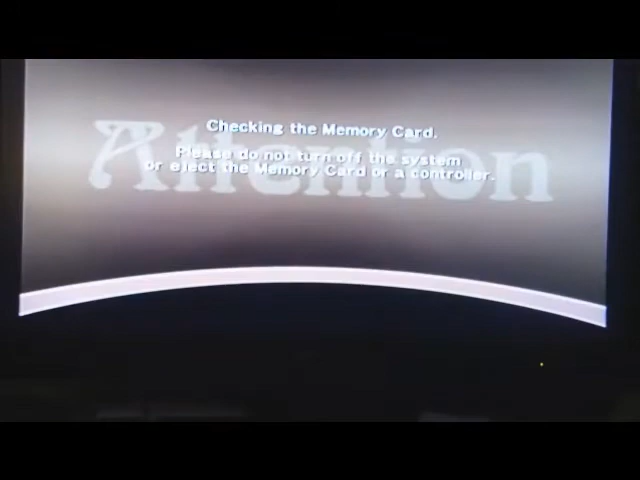 Attention
Checking the Memory Card.
Please do not turn off the system
or eject the Memory Card or a controller.